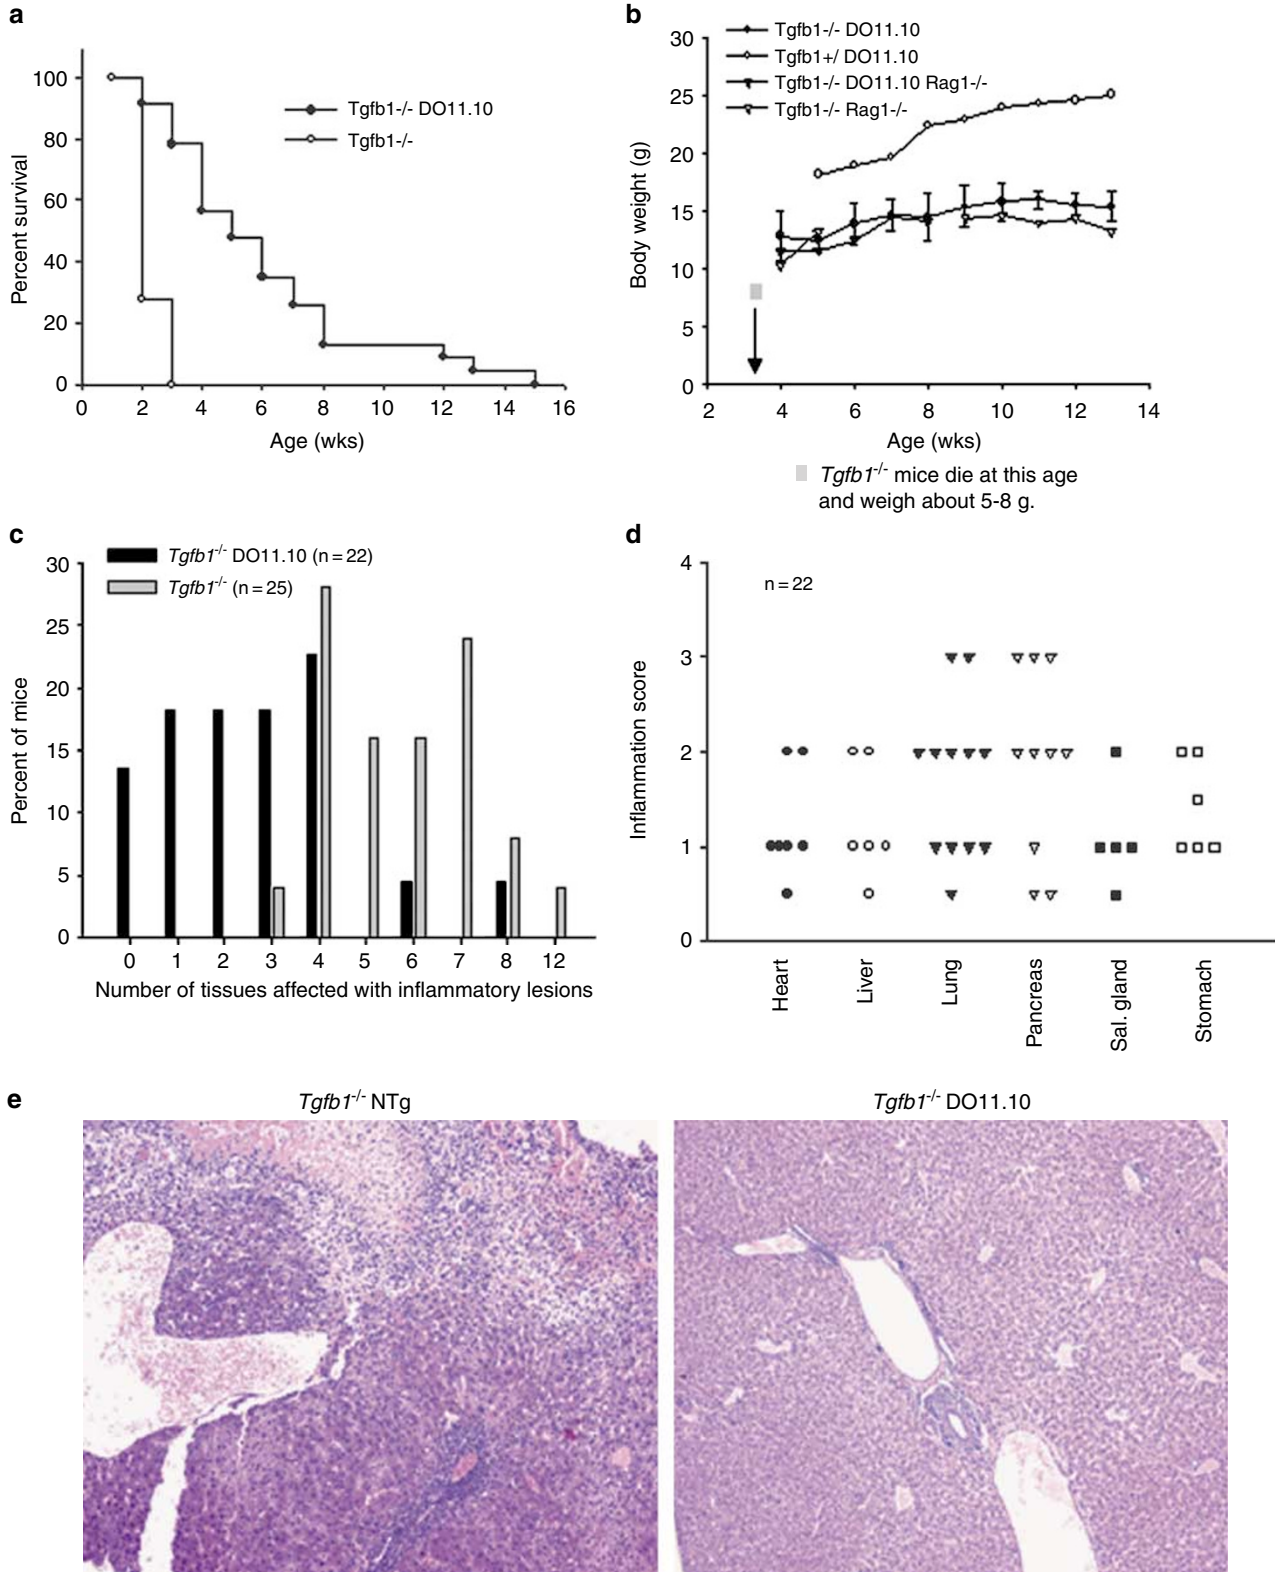 a
100
80
60
40
20
0
Percent survival
Tgfb1-/- DO11.10
Tgfb1-/-
0 2 4 6 8 10 12 14 16
Age (wks)
b
Tgfb1-/- DO11.10
Tgfb1+/ DO11.10
Tgfb1-/- DO11.10 Rag1-/-
Tgfb1-/- Rag1-/-
30
25
20
15
10
5
0
Body weight (g)
2 4 6 8 10 12 14
Age (wks)
Tgfb1-/- mice die at this age
and weigh about 5-8 g.
c
Tgfb1-/- DO11.10 (n = 22)
Tgfb1-/- (n = 25)
30
25
20
15
10
5
0
Percent of mice
0 1 2 3 4 5 6 7 8 12
Number of tissues affected with inflammatory lesions
d
n = 22
4
3
2
1
0
Inflammation score
Heart
Liver
Lung
Pancreas
Sal. gland
Stomach
e
Tgfb1-/- NTg
Tgfb1-/- DO11.10